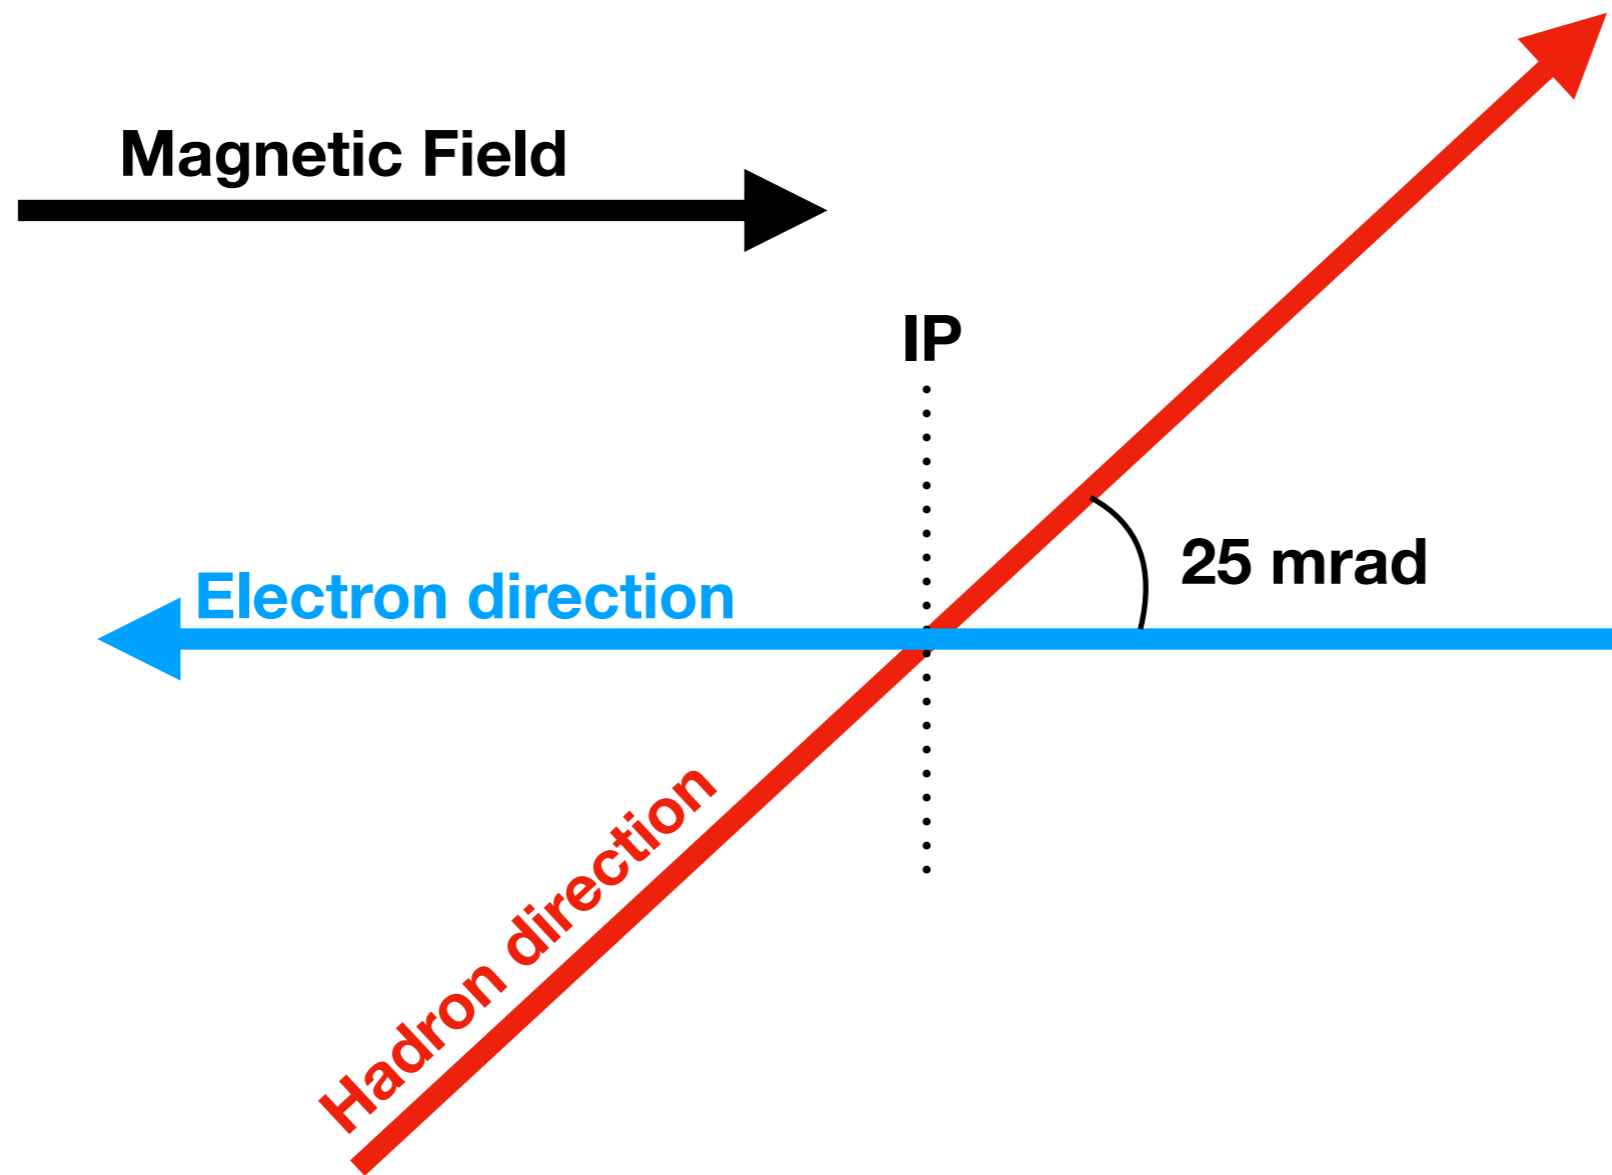 Magnetic Field
IP
25 mrad
Electron direction
Hadron direction